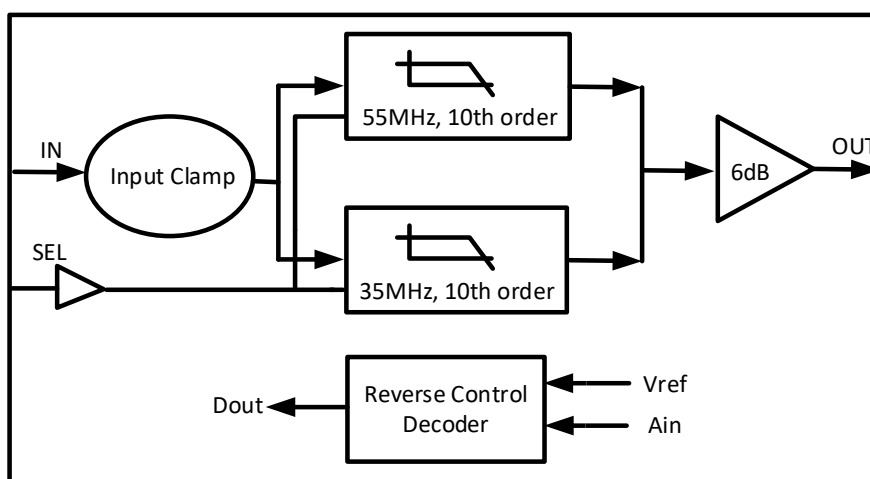 55MHz, 10th order
IN
Input Clamp
6dB
OUT
SEL
35MHz, 10th order
Reverse Control
Decoder
Dout
Vref
Ain